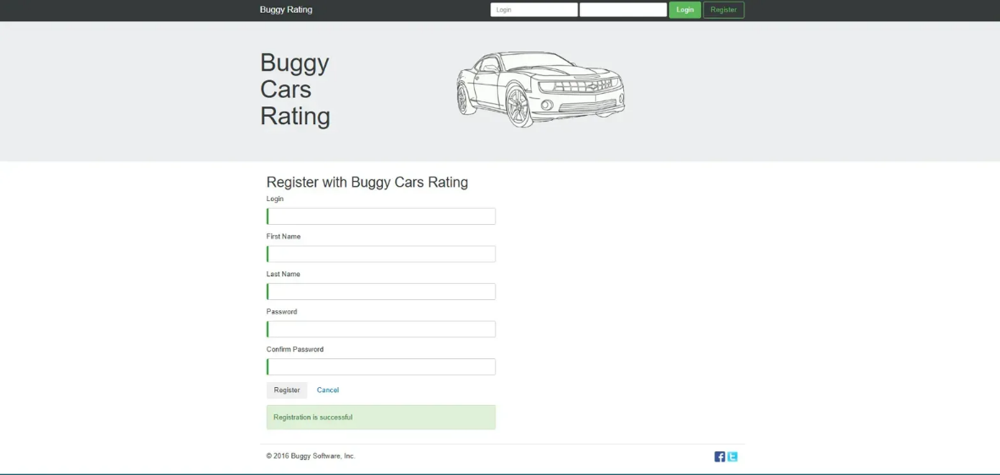 Buggy Rating Login Login Register
Buggy
Cars
Rating
Register with Buggy Cars Rating
Login
First Name
Last Name
Password
Confirm Password
Register Cancel
Registration is successful
© 2016 Buggy Software, Inc.